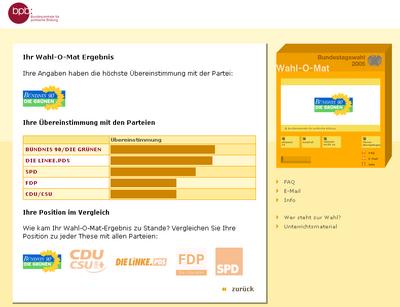 bpb:
Bundeszentrale für
politische Bildung
Ihr Wahl-O-Mat Ergebnis
Ihre Angaben haben die höchste Übereinstimmung mit der Partei:
BÜNDNIS 90
DIE GRÜNEN
Ihre Übereinstimmung mit den Parteien
Übereinstimmung
BÜNDNIS 90/DIE GRÜNEN
DIE LINKE.PDS
SPD
FDP
CDU/CSU
Ihre Position im Vergleich
Wie kam Ihr Wahl-O-Mat-Ergebnis zu Stande? Vergleichen Sie Ihre
Position zu jeder These mit allen Parteien:
BÜNDNIS 90
DIE GRÜNEN
CDU
CSU
DIE LINKE.PDS
FDP
Die Liberalen
SPD
« zurück
Bundestagswahl
2005
Wahl-O-Mat
BÜNDNIS 90
DIE GRÜNEN
FAQ
E-Mail
Info
Wer steht zur Wahl?
Unterrichtsmaterial